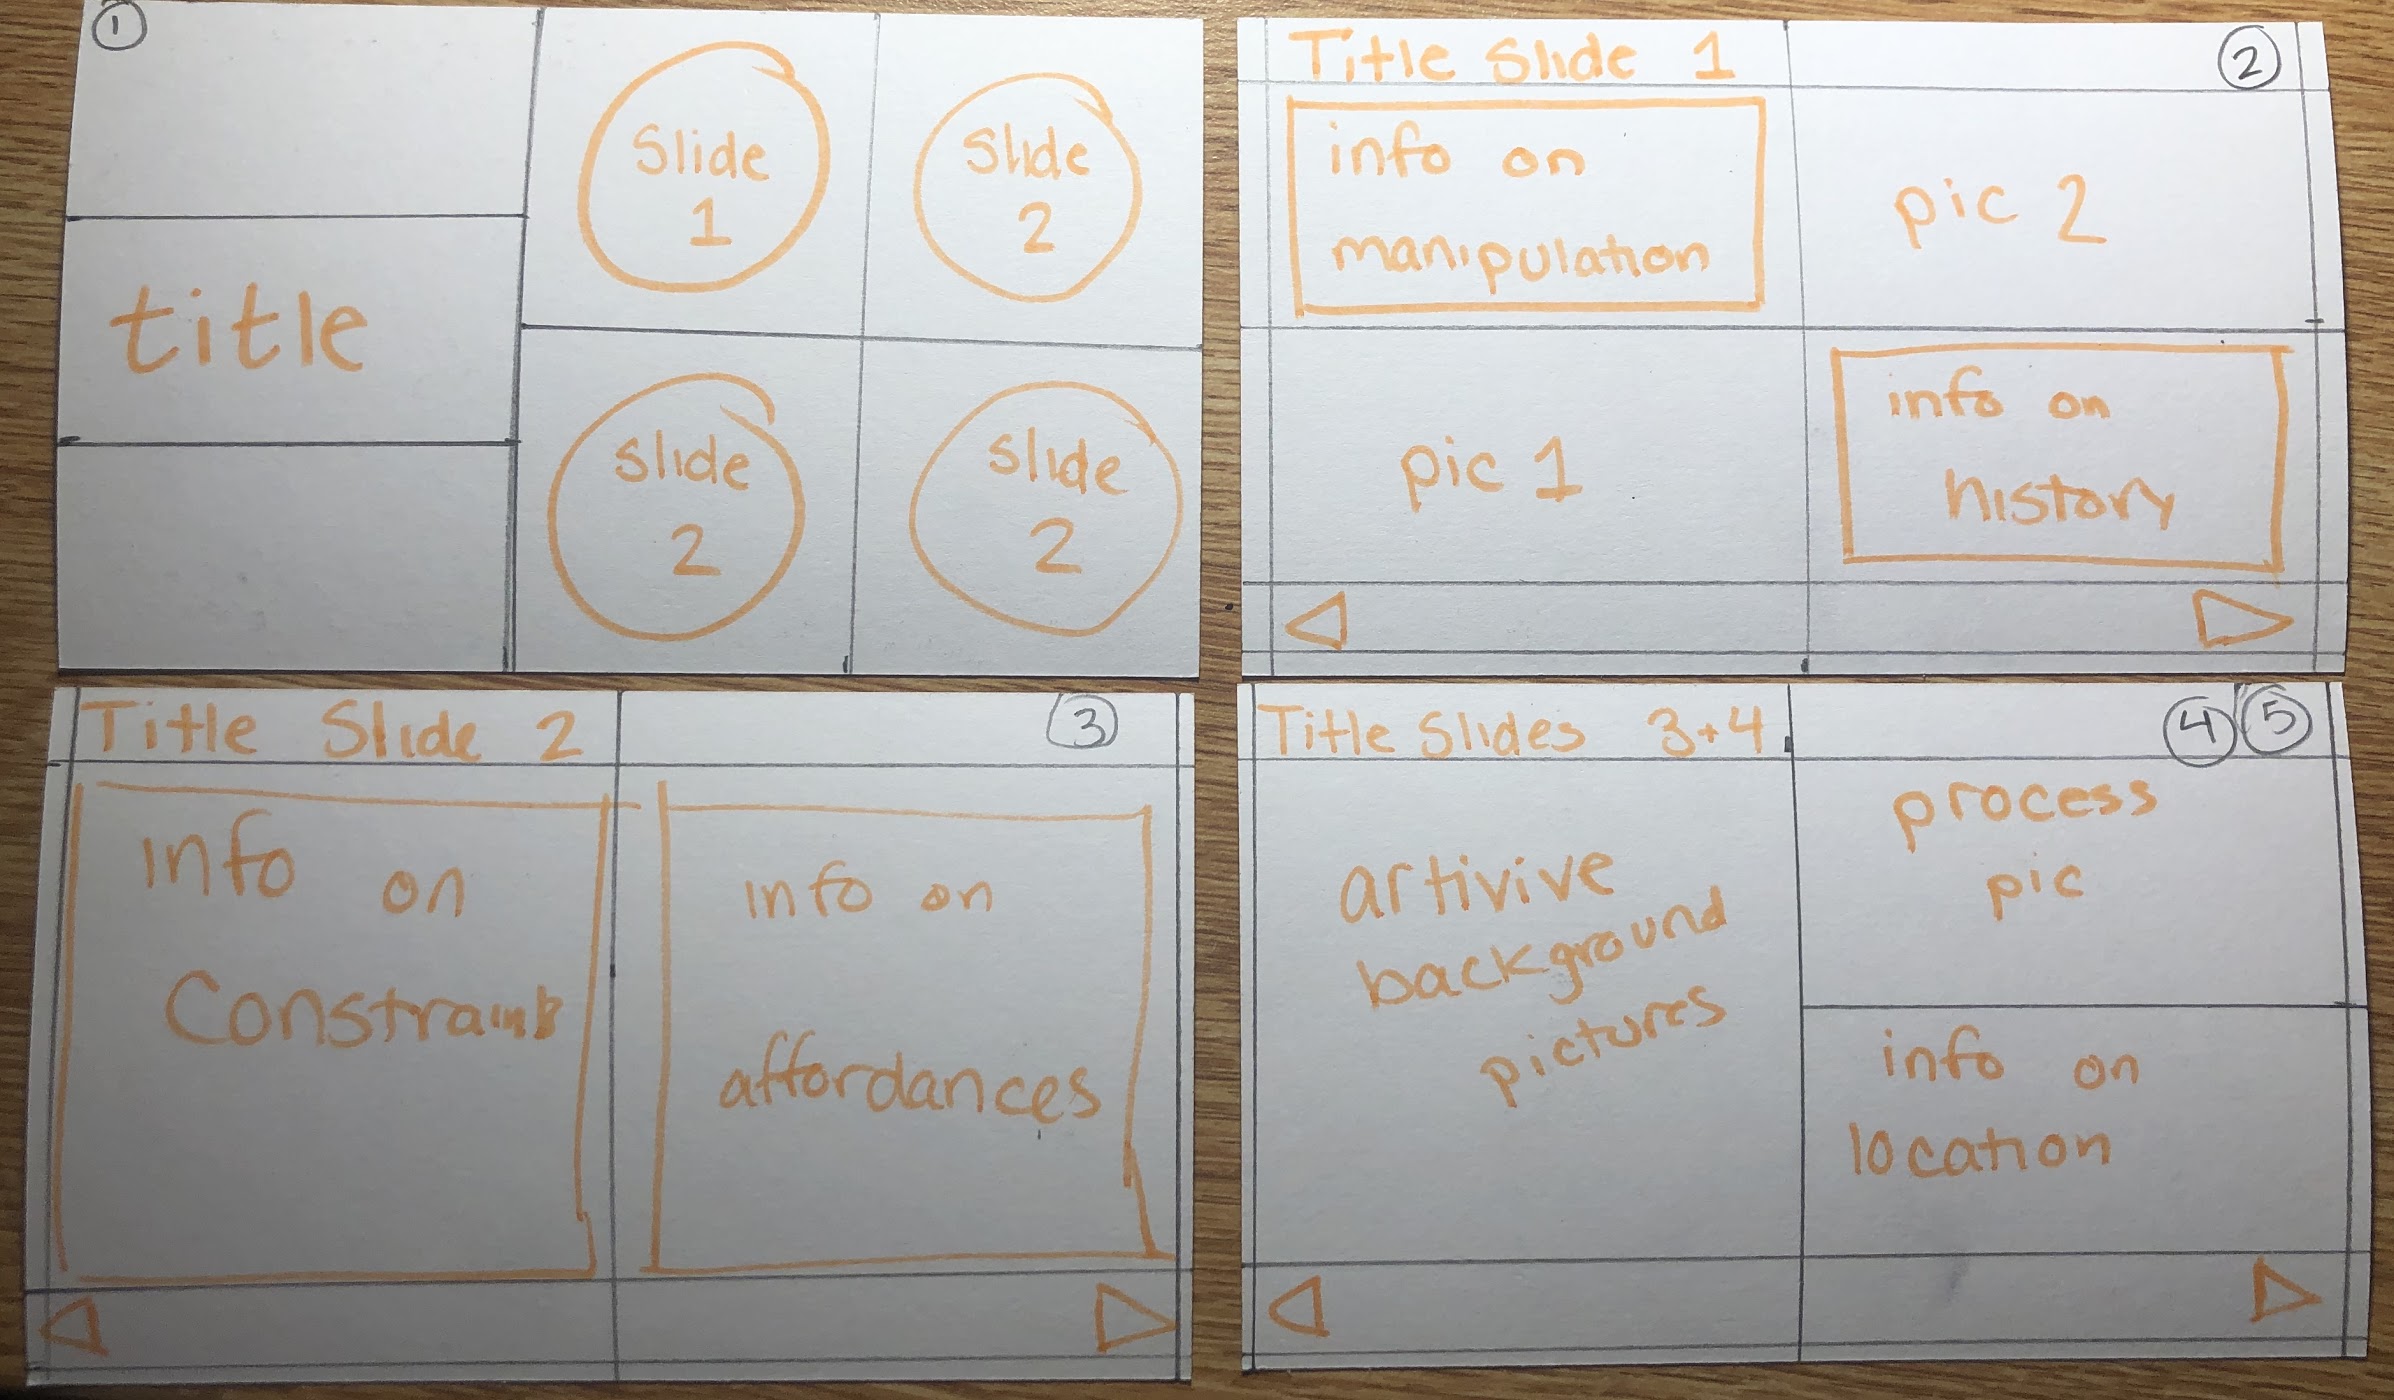 1
title
Slide
1
Slide
2
Slide
2
Slide
2
Title Slide 1
2
info on
manipulation
pic 2
pic 1
info on
history
Title Slide 2
3
info on
Constraints
info on
affordances
Title Slides 3+4
4 5
artivive
background
pictures
process
pic
info on
location